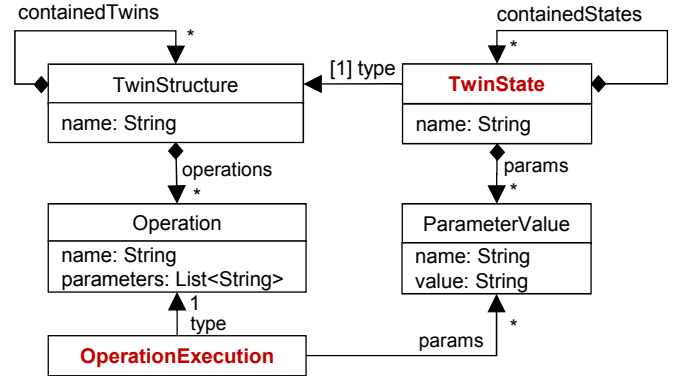 containedTwins
containedStates
*
*
TwinStructure
[1] type
TwinState
name: String
name: String
operations
params
*
*
Operation
ParameterValue
name: String
parameters: List<String>
name: String
value: String
1
type
*
params
OperationExecution